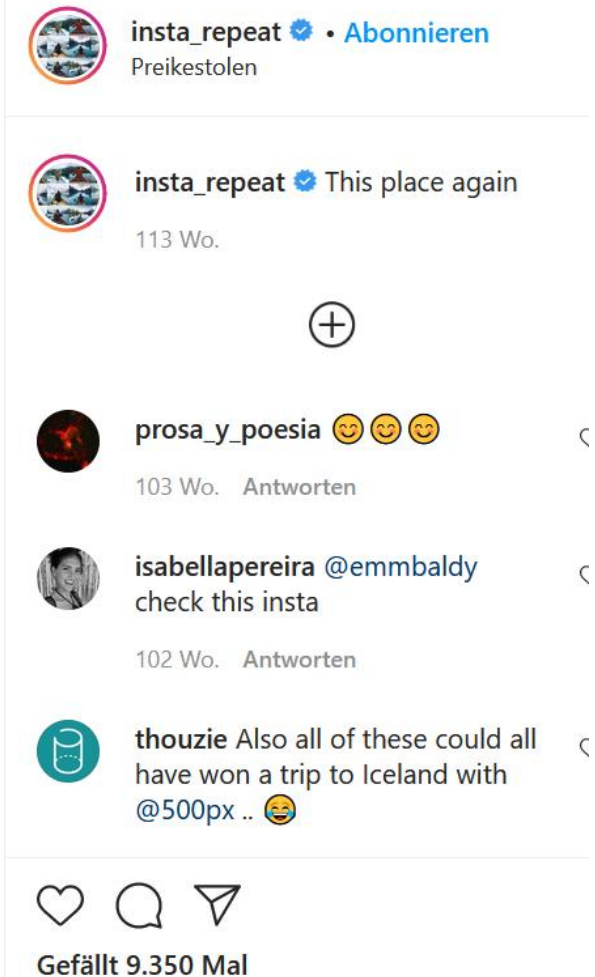 insta_repeat • Abonnieren
Preikestolen
insta_repeat This place again
113 Wo.
prosa_y_poesia 😊😊😊
103 Wo. Antworten
isabellapereira @emmbaldy
check this insta
102 Wo. Antworten
thouzie Also all of these could all
have won a trip to Iceland with
@500px .. 😂
Gefällt 9.350 Mal